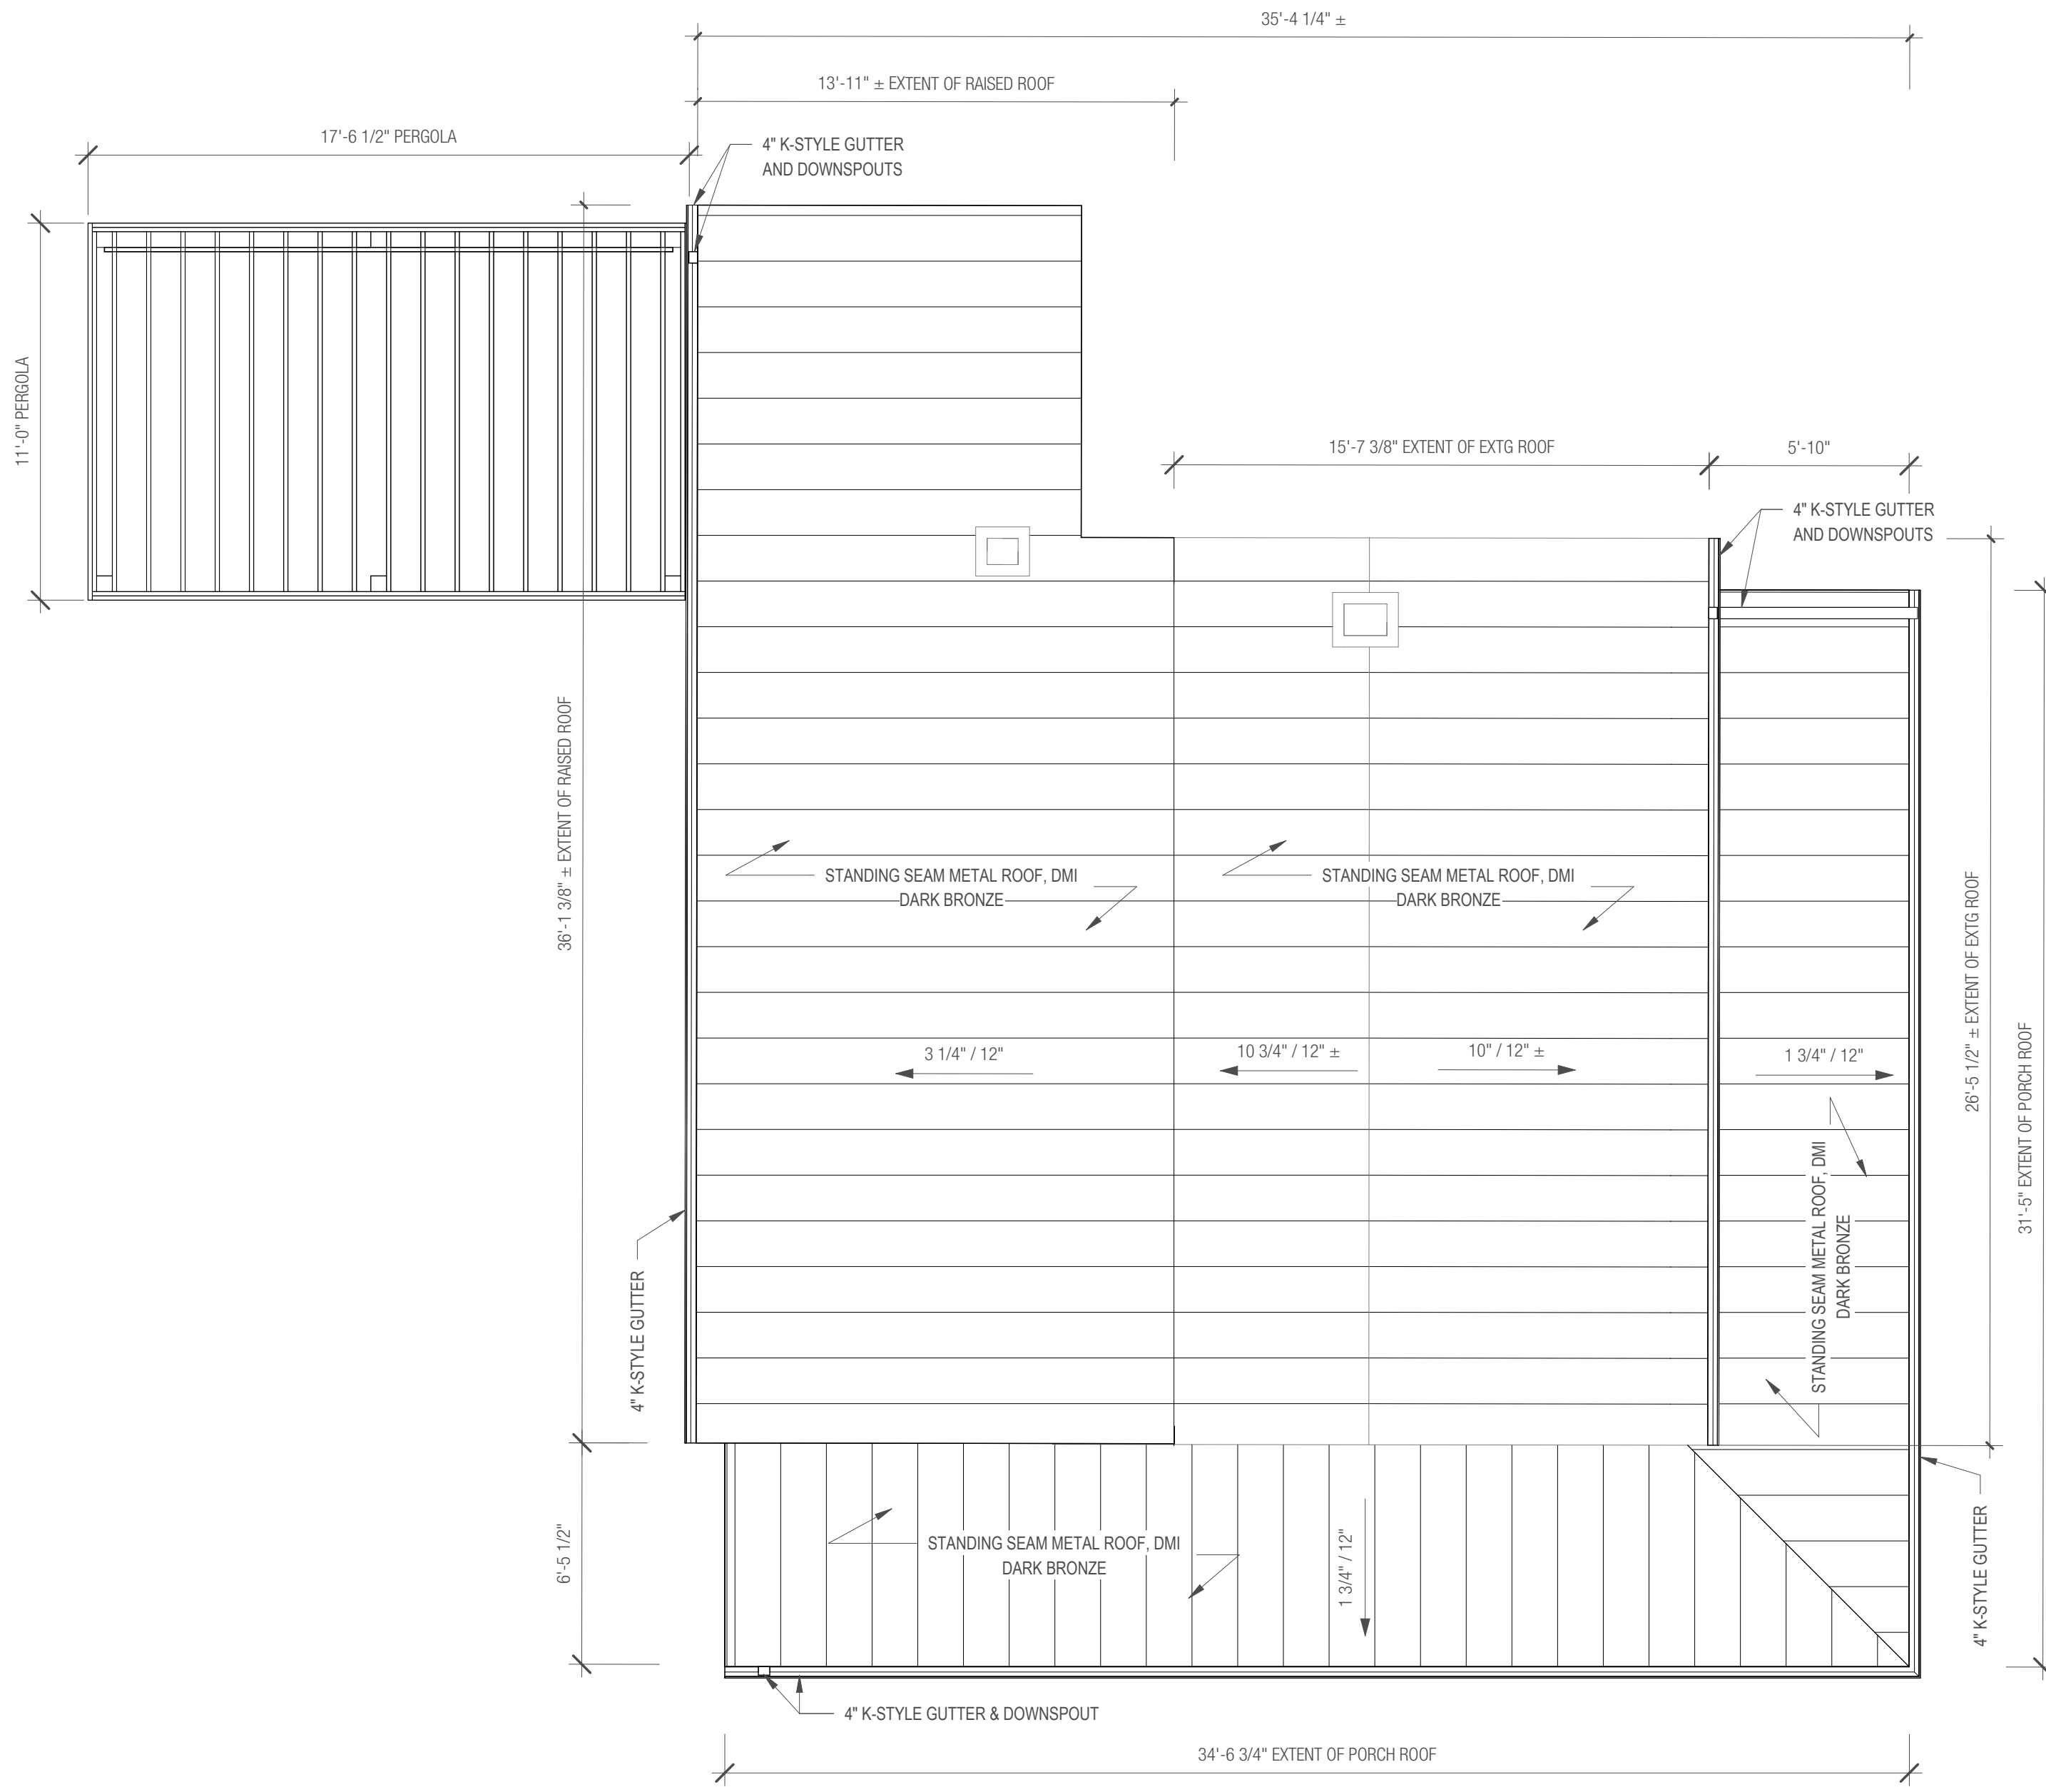 35'-4 1/4" ±
13'-11" ± EXTENT OF RAISED ROOF
17'-6 1/2" PERGOLA
4" K-STYLE GUTTER
AND DOWNSPOUTS
11'-0" PERGOLA
15'-7 3/8" EXTENT OF EXTG ROOF
5'-10"
4" K-STYLE GUTTER
AND DOWNSPOUTS
36'-1 3/8" ± EXTENT OF RAISED ROOF
STANDING SEAM METAL ROOF, DMI
DARK BRONZE
STANDING SEAM METAL ROOF, DMI
DARK BRONZE
26'-5 1/2" ± EXTENT OF EXTG ROOF
31'-5" EXTENT OF PORCH ROOF
3 1/4" / 12"
10 3/4" / 12" ±
10" / 12" ±
1 3/4" / 12"
STANDING SEAM METAL ROOF, DMI
DARK BRONZE
4" K-STYLE GUTTER
6'-5 1/2"
STANDING SEAM METAL ROOF, DMI
DARK BRONZE
1 3/4" / 12"
4" K-STYLE GUTTER
4" K-STYLE GUTTER & DOWNSPOUT
34'-6 3/4" EXTENT OF PORCH ROOF